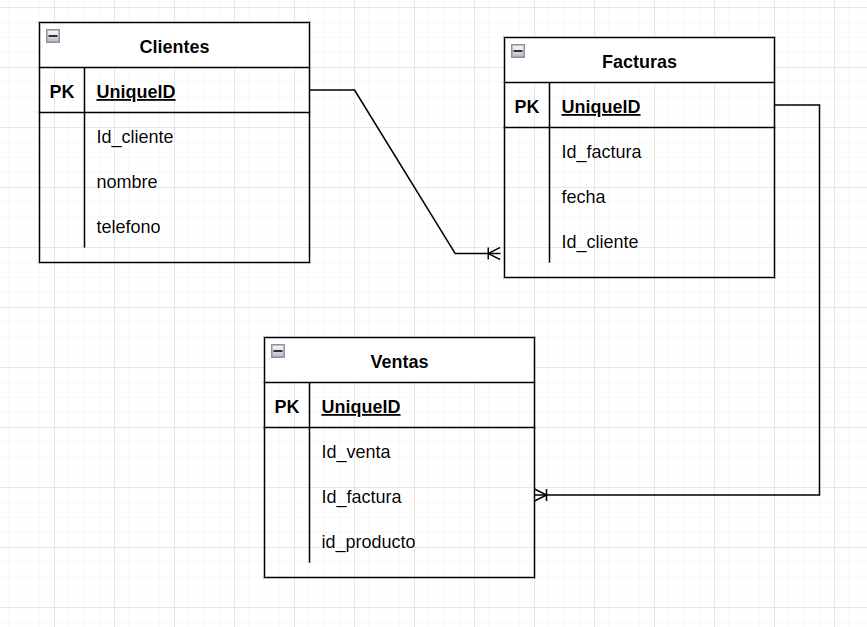 Clientes
PK UniqueID
Id_cliente
nombre
telefono
Facturas
PK UniqueID
Id_factura
fecha
Id_cliente
Ventas
PK UniqueID
Id_venta
Id_factura
id_producto